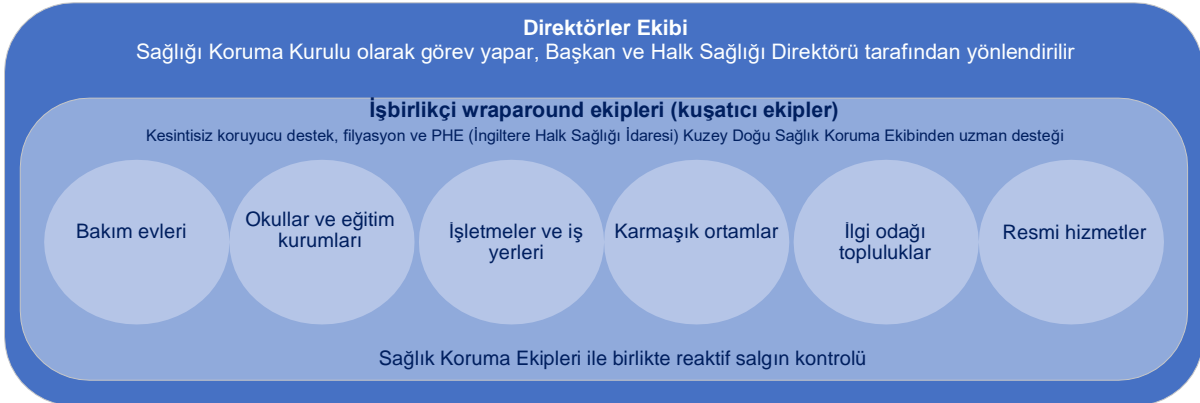 Direktörler Ekibi
Sağlığı Koruma Kurulu olarak görev yapar, Başkan ve Halk Sağlığı Direktörü tarafından yönlendirilir
İşbirlikçi wraparound ekipleri (kuşatıcı ekipler)
Kesintisiz koruyucu destek, filyasyon ve PHE (İngiltere Halk Sağlığı İdaresi) Kuzey Doğu Sağlık Koruma Ekibinden uzman desteği
Bakım evleri
Okullar ve eğitim
kurumları
İşletmeler ve iş
yerleri
Karmaşık ortamlar
İlgi odağı
topluluklar
Resmi hizmetler
Sağlık Koruma Ekipleri ile birlikte reaktif salgın kontrolü